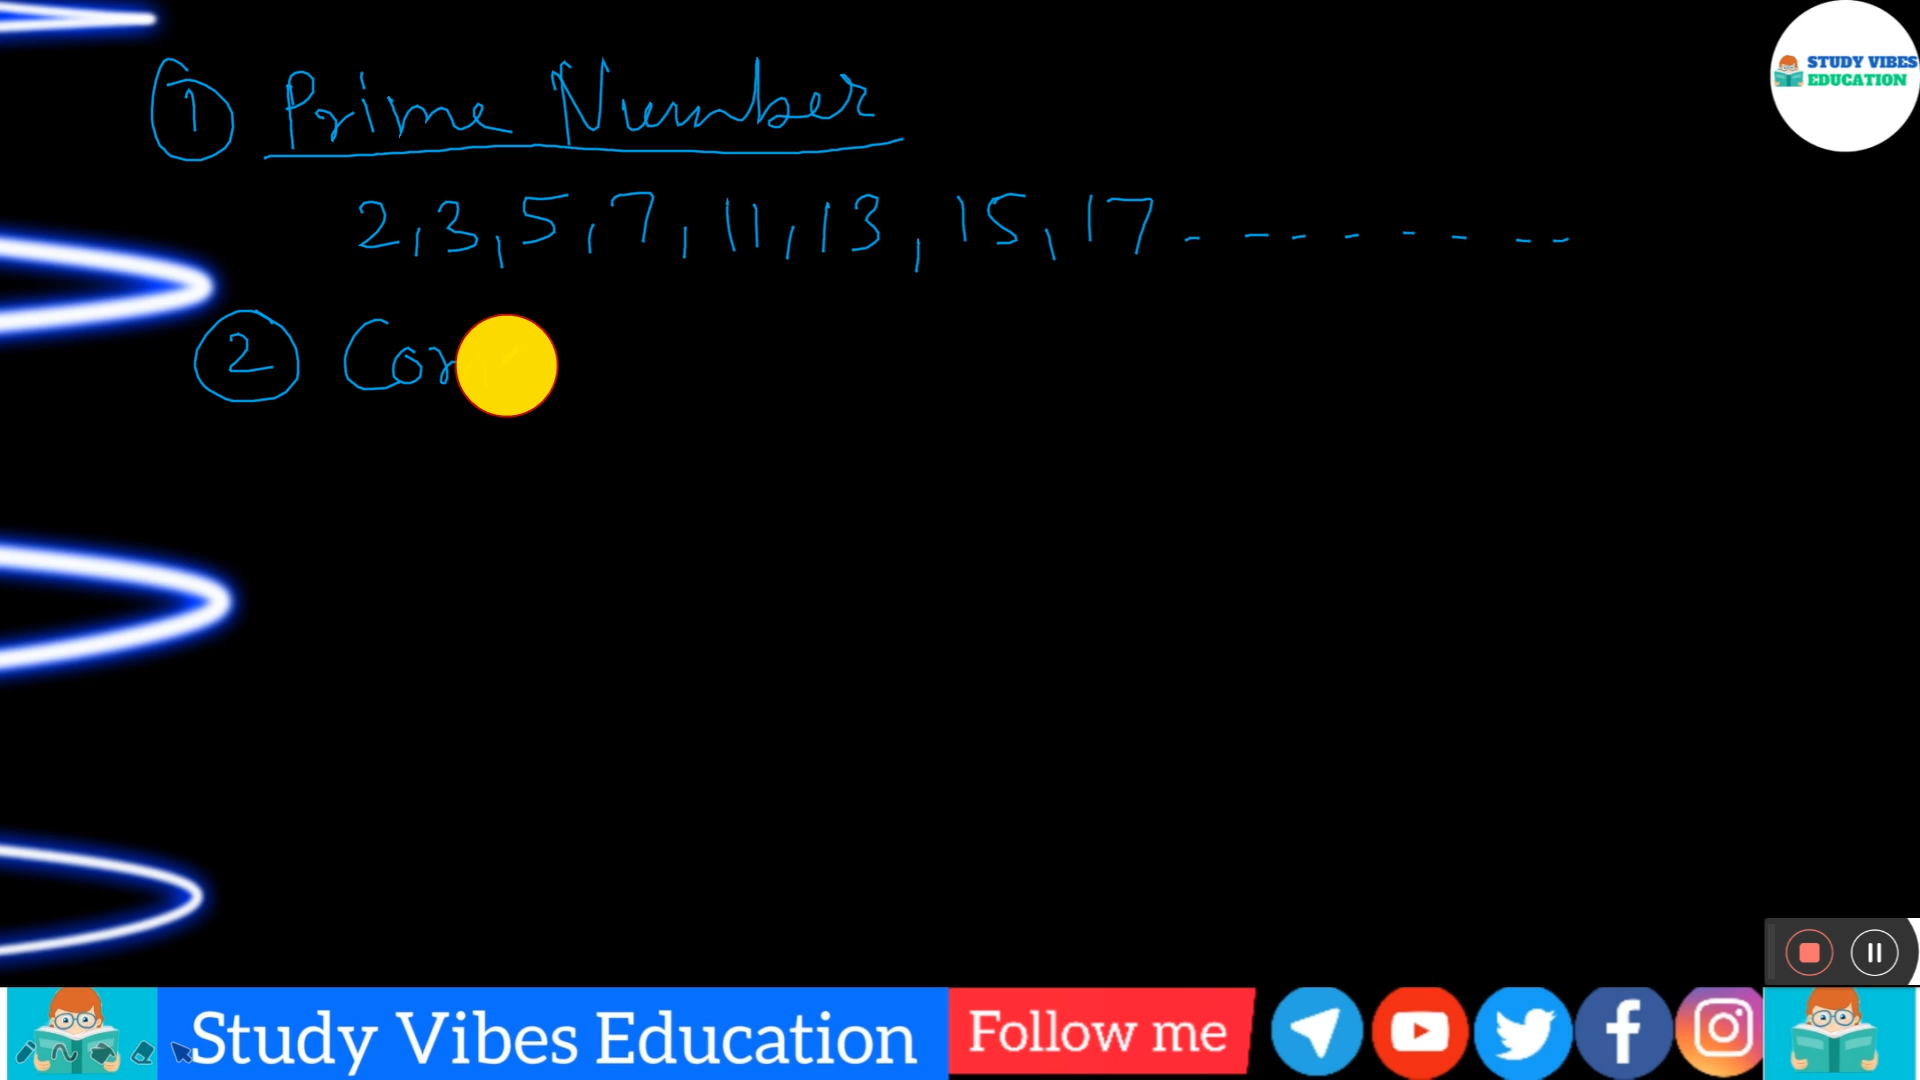 ① Prime Number
2, 3, 5, 7, 11, 13, 15, 17 - - - - - - - -
②
STUDY VIBES
EDUCATION
Study Vibes Education
Follow me